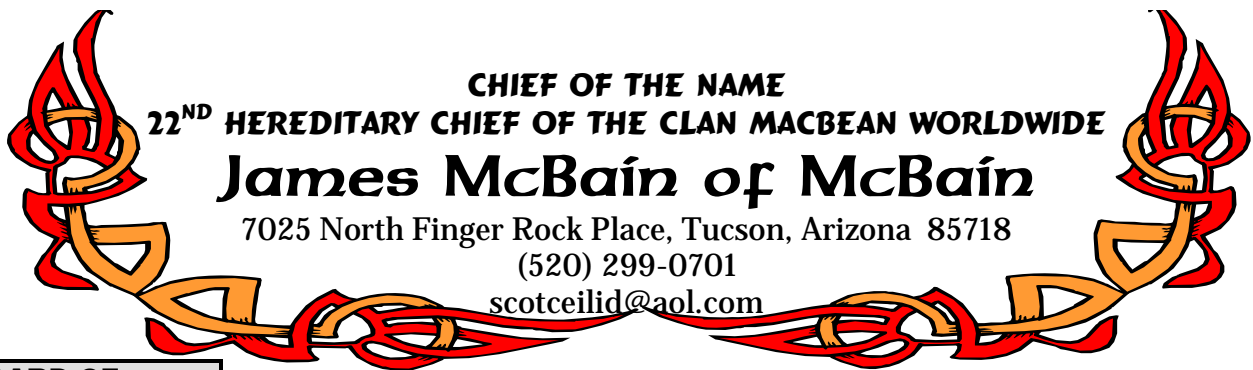 CHIEF OF THE NAME
22ND HEREDITARY CHIEF OF THE CLAN MACBEAN WORLDWIDE
James McBain of McBain
7025 North Finger Rock Place, Tucson, Arizona 85718
(520) 299-0701
scotceilid@aol.com